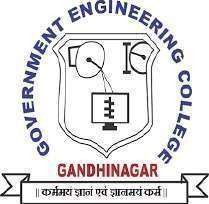 GOVERNMENT ENGINEERING COLLEGE
GANDHINAGAR
|| कर्ममयं ज्ञानं एवं ज्ञानमयं कर्म ||